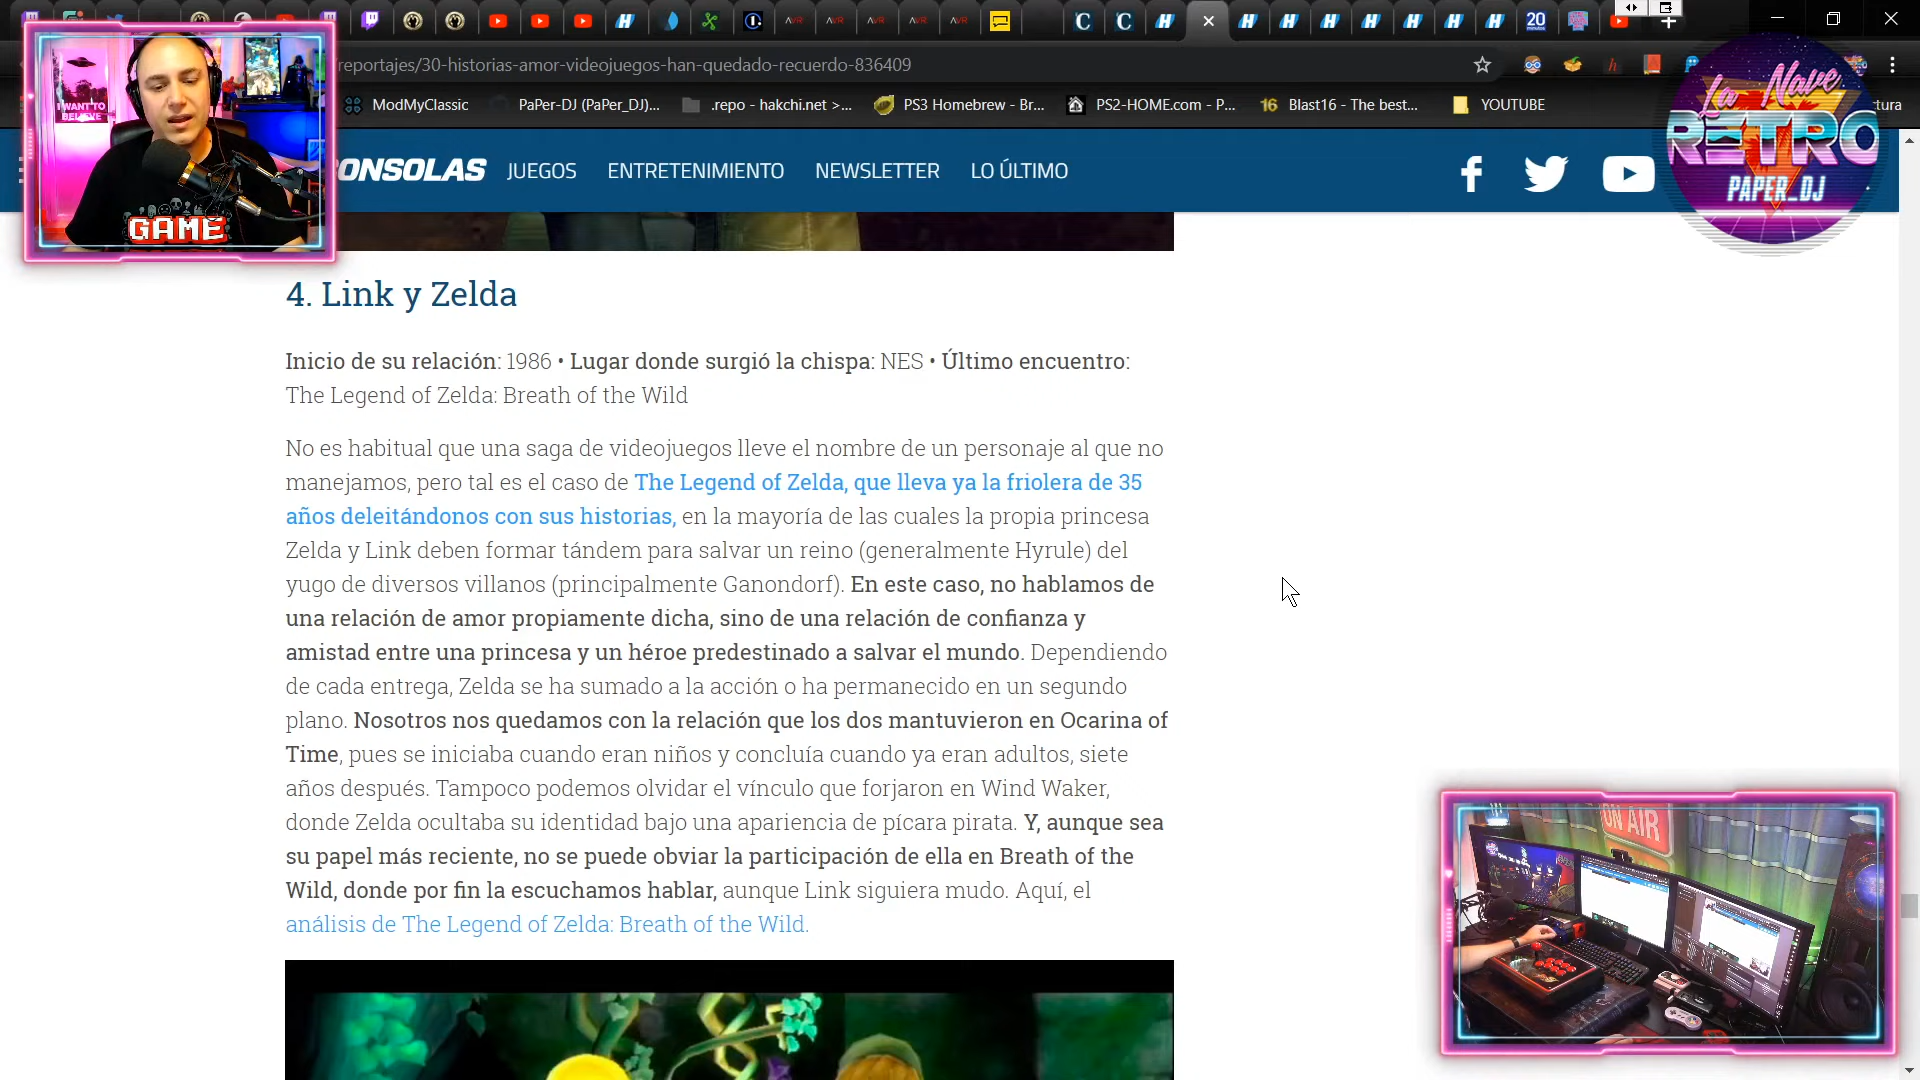 reportajes/30-historias-amor-videojuegos-han-quedado-recuerdo-836409
ModMyClassic
PaPer-DJ (PaPer_DJ)...
.repo - hakchi.net >...
PS3 Homebrew - Br...
PS2-HOME.com - P...
16 Blast16 - The best...
YOUTUBE
ctura
I WANT TO
BELIEVE
GAME
ONSOLAS
JUEGOS
ENTRETENIMIENTO
NEWSLETTER
LO ÚLTIMO
La Nave
RETRO
PAPER_DJ
4. Link y Zelda
Inicio de su relación: 1986 • Lugar donde surgió la chispa: NES • Último encuentro:
The Legend of Zelda: Breath of the Wild
No es habitual que una saga de videojuegos lleve el nombre de un personaje al que no
manejamos, pero tal es el caso de The Legend of Zelda, que lleva ya la friolera de 35
años deleitándonos con sus historias, en la mayoría de las cuales la propia princesa
Zelda y Link deben formar tándem para salvar un reino (generalmente Hyrule) del
yugo de diversos villanos (principalmente Ganondorf). En este caso, no hablamos de
una relación de amor propiamente dicha, sino de una relación de confianza y
amistad entre una princesa y un héroe predestinado a salvar el mundo. Dependiendo
de cada entrega, Zelda se ha sumado a la acción o ha permanecido en un segundo
plano. Nosotros nos quedamos con la relación que los dos mantuvieron en Ocarina of
Time, pues se iniciaba cuando eran niños y concluía cuando ya eran adultos, siete
años después. Tampoco podemos olvidar el vínculo que forjaron en Wind Waker,
donde Zelda ocultaba su identidad bajo una apariencia de pícara pirata. Y, aunque sea
su papel más reciente, no se puede obviar la participación de ella en Breath of the
Wild, donde por fin la escuchamos hablar, aunque Link siguiera mudo. Aquí, el
análisis de The Legend of Zelda: Breath of the Wild.
ON AIR